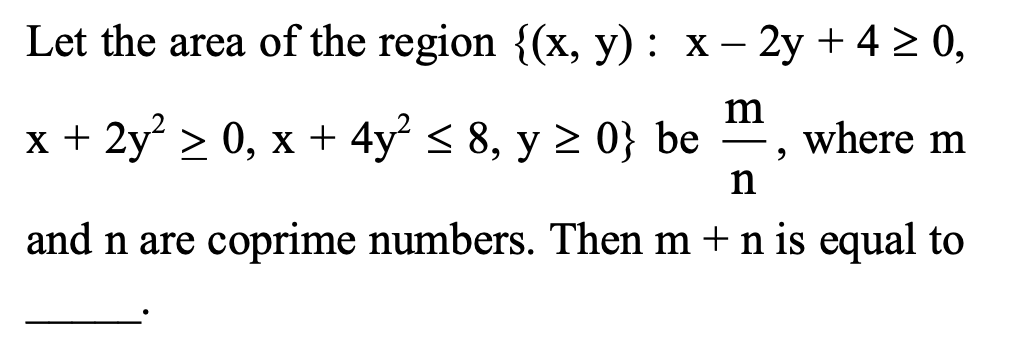 Let the area of the region {(x, y) : x – 2y + 4 ≥ 0,
x + 2y² ≥ 0, x + 4y² ≤ 8, y ≥ 0} be m/n, where m
and n are coprime numbers. Then m + n is equal to
_____.